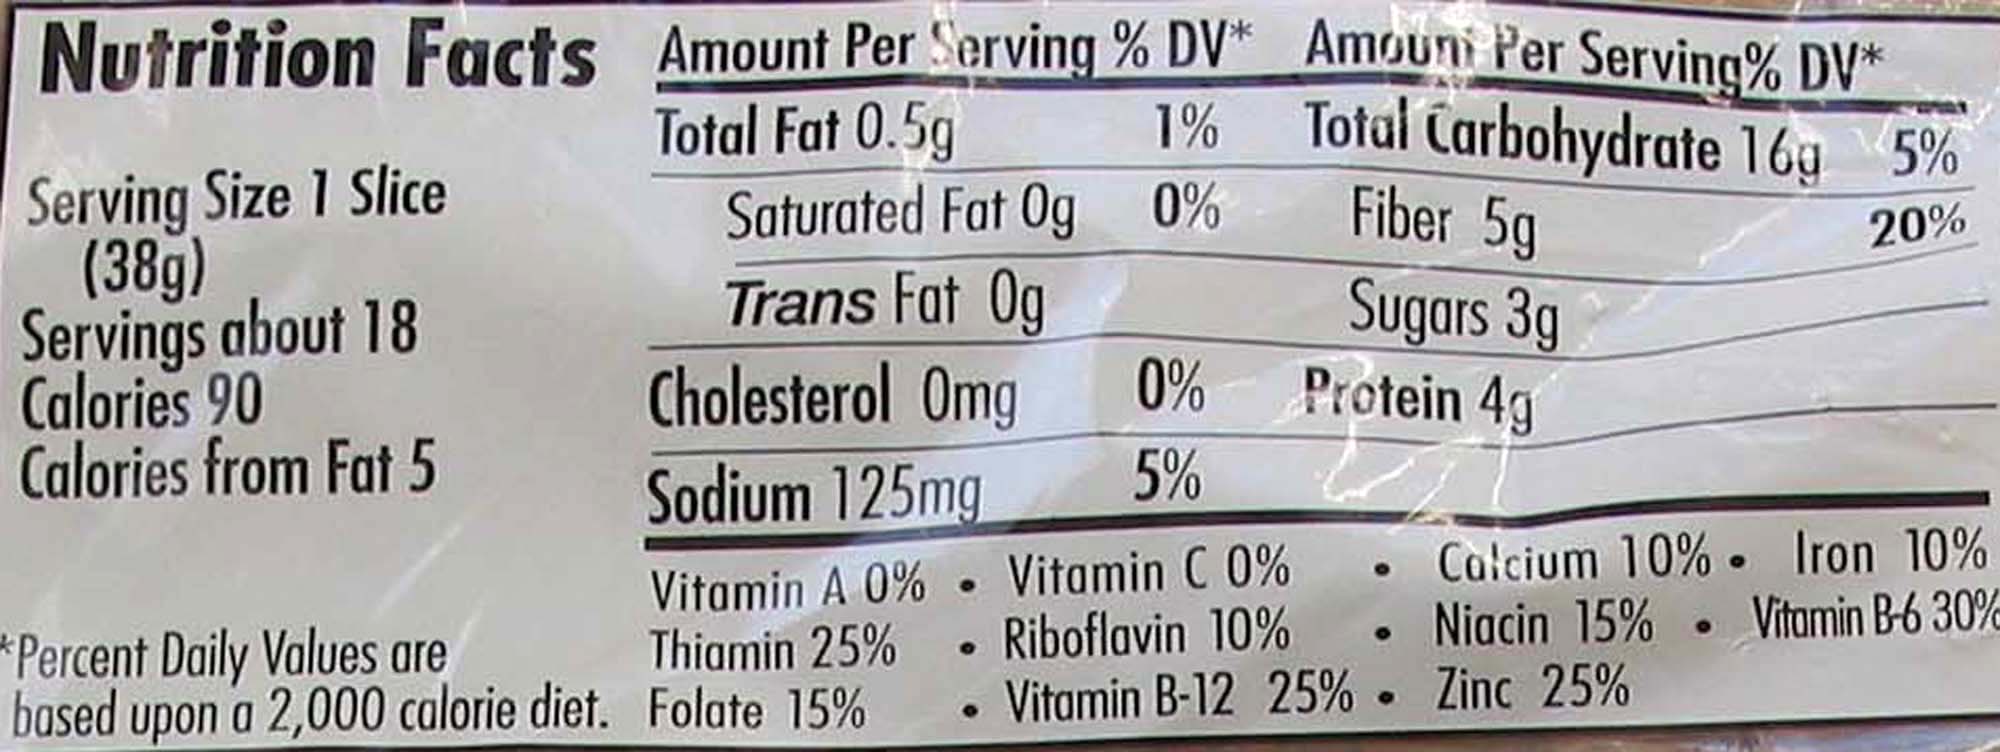 Nutrition Facts
Serving Size 1 Slice
(38g)
Servings about 18
Calories 90
Calories from Fat 5
*Percent Daily Values are
based upon a 2,000 calorie diet.
Amount Per Serving % DV*
Total Fat 0.5g 1%
Saturated Fat 0g 0%
Trans Fat 0g
Cholesterol 0mg 0%
Sodium 125mg 5%
Amount Per Serving% DV*
Total Carbohydrate 16g 5%
Fiber 5g 20%
Sugars 3g
Protein 4g
Vitamin A 0% • Vitamin C 0% • Calcium 10% • Iron 10%
Thiamin 25% • Riboflavin 10% • Niacin 15% • Vitamin B-6 30%
Folate 15% • Vitamin B-12 25% • Zinc 25%